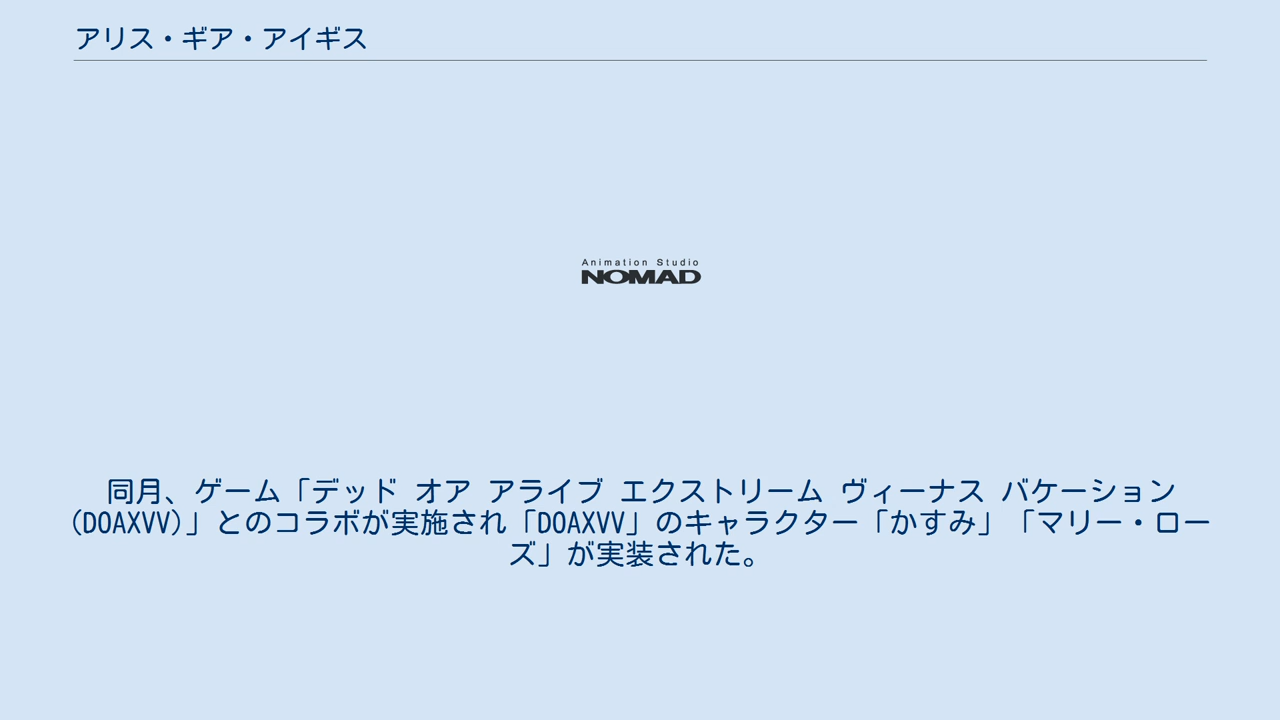 アリス・ギア・アイギス
Animation Studio
NOMAD
同月、ゲーム「デッド オア アライブ エクストリーム ヴィーナス バケーション
(DOAXVV)」とのコラボが実施され「DOAXVV」のキャラクター「かすみ」「マリー・ロー
ズ」が実装された。